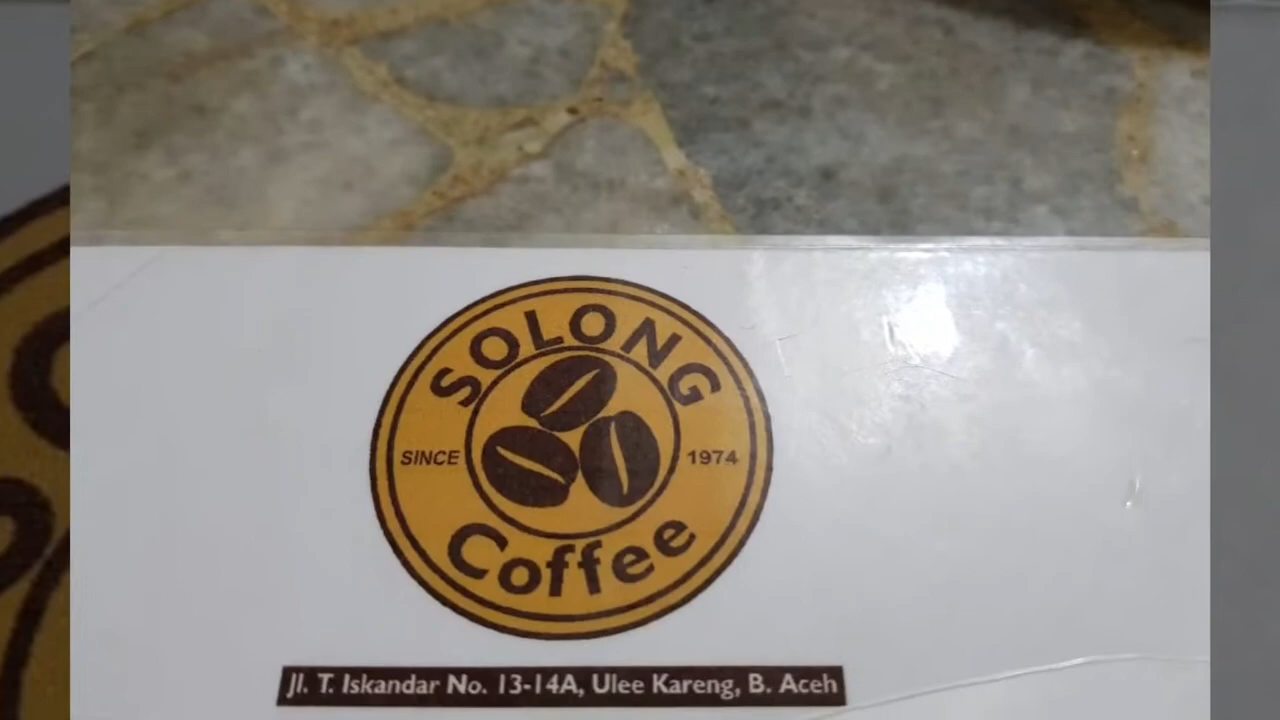 SOLONG
SINCE 1974
Coffee
Jl. T. Iskandar No. 13-14A, Ulee Kareng, B. Aceh